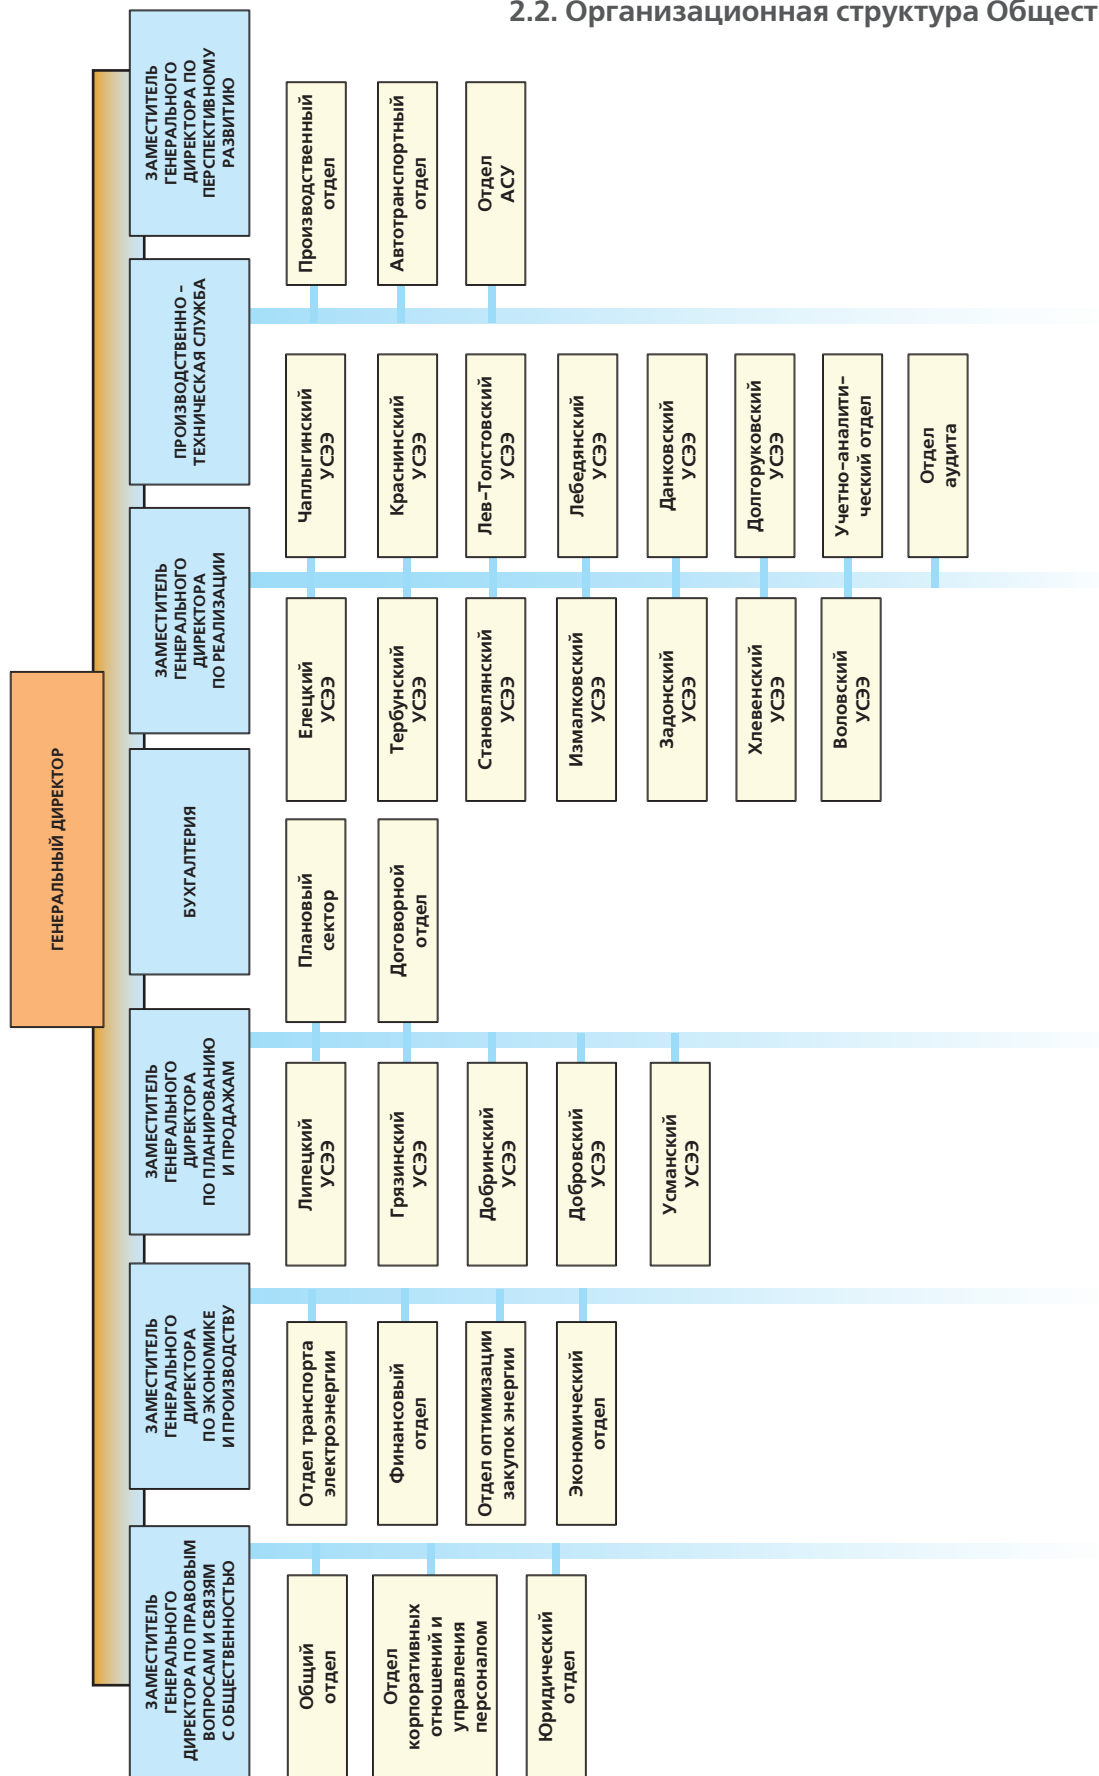 2.2. Организационная структура Общест
ГЕНЕРАЛЬНЫЙ ДИРЕКТОР
ЗАМЕСТИТЕЛЬ
ГЕНЕРАЛЬНОГО
ДИРЕКТОРА ПО ПРАВОВЫМ
ВОПРОСАМ И СВЯЗЯМ
С ОБЩЕСТВЕННОСТЬЮ
Общий
отдел
Отдел
корпоративных
отношений и
управления
персоналом
Юридический
отдел
ЗАМЕСТИТЕЛЬ
ГЕНЕРАЛЬНОГО
ДИРЕКТОРА
ПО ЭКОНОМИКЕ
И ПРОИЗВОДСТВУ
Отдел транспорта
электроэнергии
Финансовый
отдел
Отдел оптимизации
закупок энергии
Экономический
отдел
ЗАМЕСТИТЕЛЬ
ГЕНЕРАЛЬНОГО
ДИРЕКТОРА
ПО ПЛАНИРОВАНИЮ
И ПРОДАЖАМ
Липецкий
УСЭЭ
Грязинский
УСЭЭ
Добринский
УСЭЭ
Добровский
УСЭЭ
Усманский
УСЭЭ
Плановый
сектор
Договорной
отдел
БУХГАЛТЕРИЯ
ЗАМЕСТИТЕЛЬ
ГЕНЕРАЛЬНОГО
ДИРЕКТОРА
ПО РЕАЛИЗАЦИИ
Елецкий
УСЭЭ
Тербунский
УСЭЭ
Становлянский
УСЭЭ
Измалковский
УСЭЭ
Задонский
УСЭЭ
Хлевенский
УСЭЭ
Воловский
УСЭЭ
Чаплыгинский
УСЭЭ
Краснинский
УСЭЭ
Лев-Толстовский
УСЭЭ
Лебедянский
УСЭЭ
Данковский
УСЭЭ
Долгоруковский
УСЭЭ
Учетно-аналити-
ческий отдел
Отдел
аудита
ПРОИЗВОДСТВЕННО –
ТЕХНИЧЕСКАЯ СЛУЖБА
Производственный
отдел
Автотранспортный
отдел
Отдел
АСУ
ЗАМЕСТИТЕЛЬ
ГЕНЕРАЛЬНОГО
ДИРЕКТОРА ПО
ПЕРСПЕКТИВНОМУ
РАЗВИТИЮ